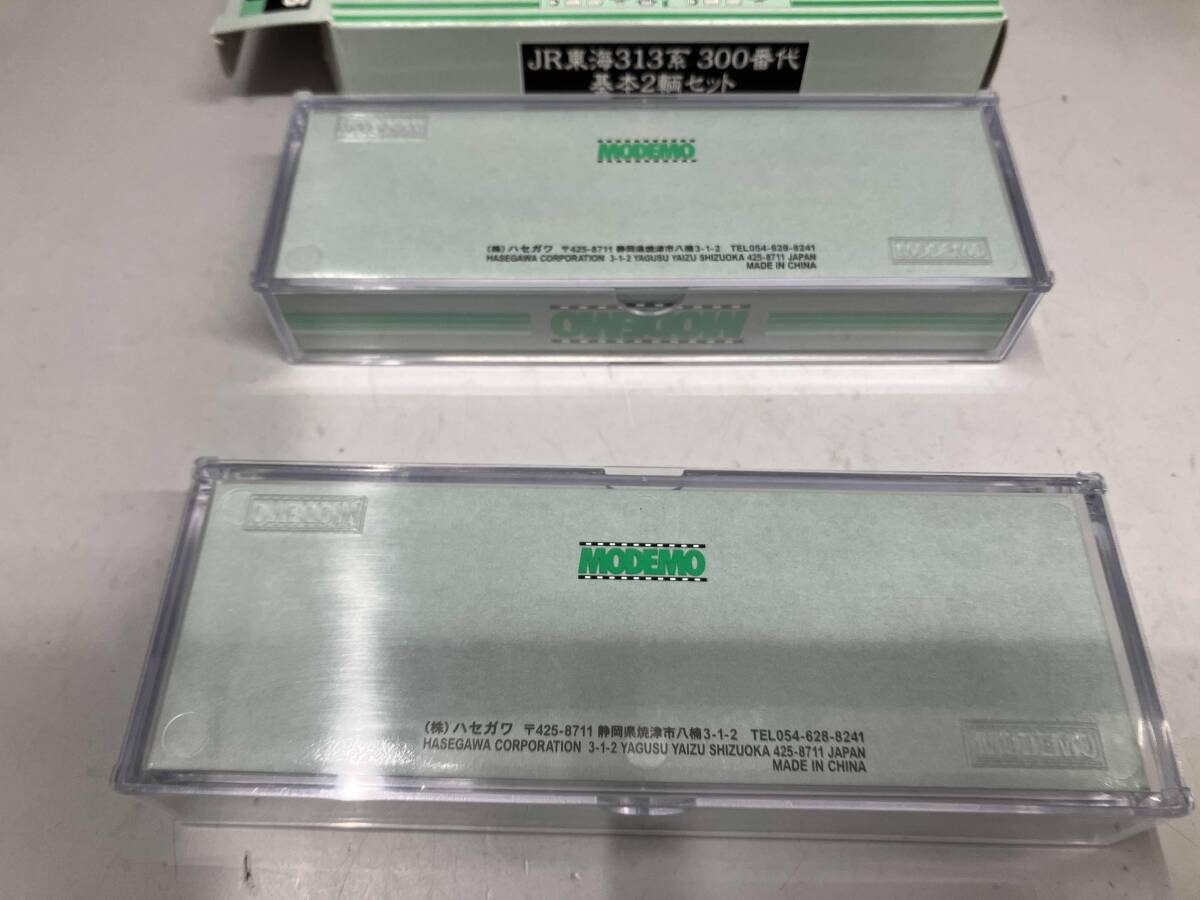 JR東海313系 300番代
基本2輌セット
MODEMO
(株)ハセガワ 〒425-8711 静岡県焼津市八楠3-1-2 TEL054-628-8241
HASEGAWA CORPORATION 3-1-2 YAGUSU YAIZU SHIZUOKA 425-8711 JAPAN
MADE IN CHINA
MODEMO
MODEMO
MODEMO
MODEMO
(株)ハセガワ 〒425-8711 静岡県焼津市八楠3-1-2 TEL054-628-8241
HASEGAWA CORPORATION 3-1-2 YAGUSU YAIZU SHIZUOKA 425-8711 JAPAN
MADE IN CHINA
MODEMO